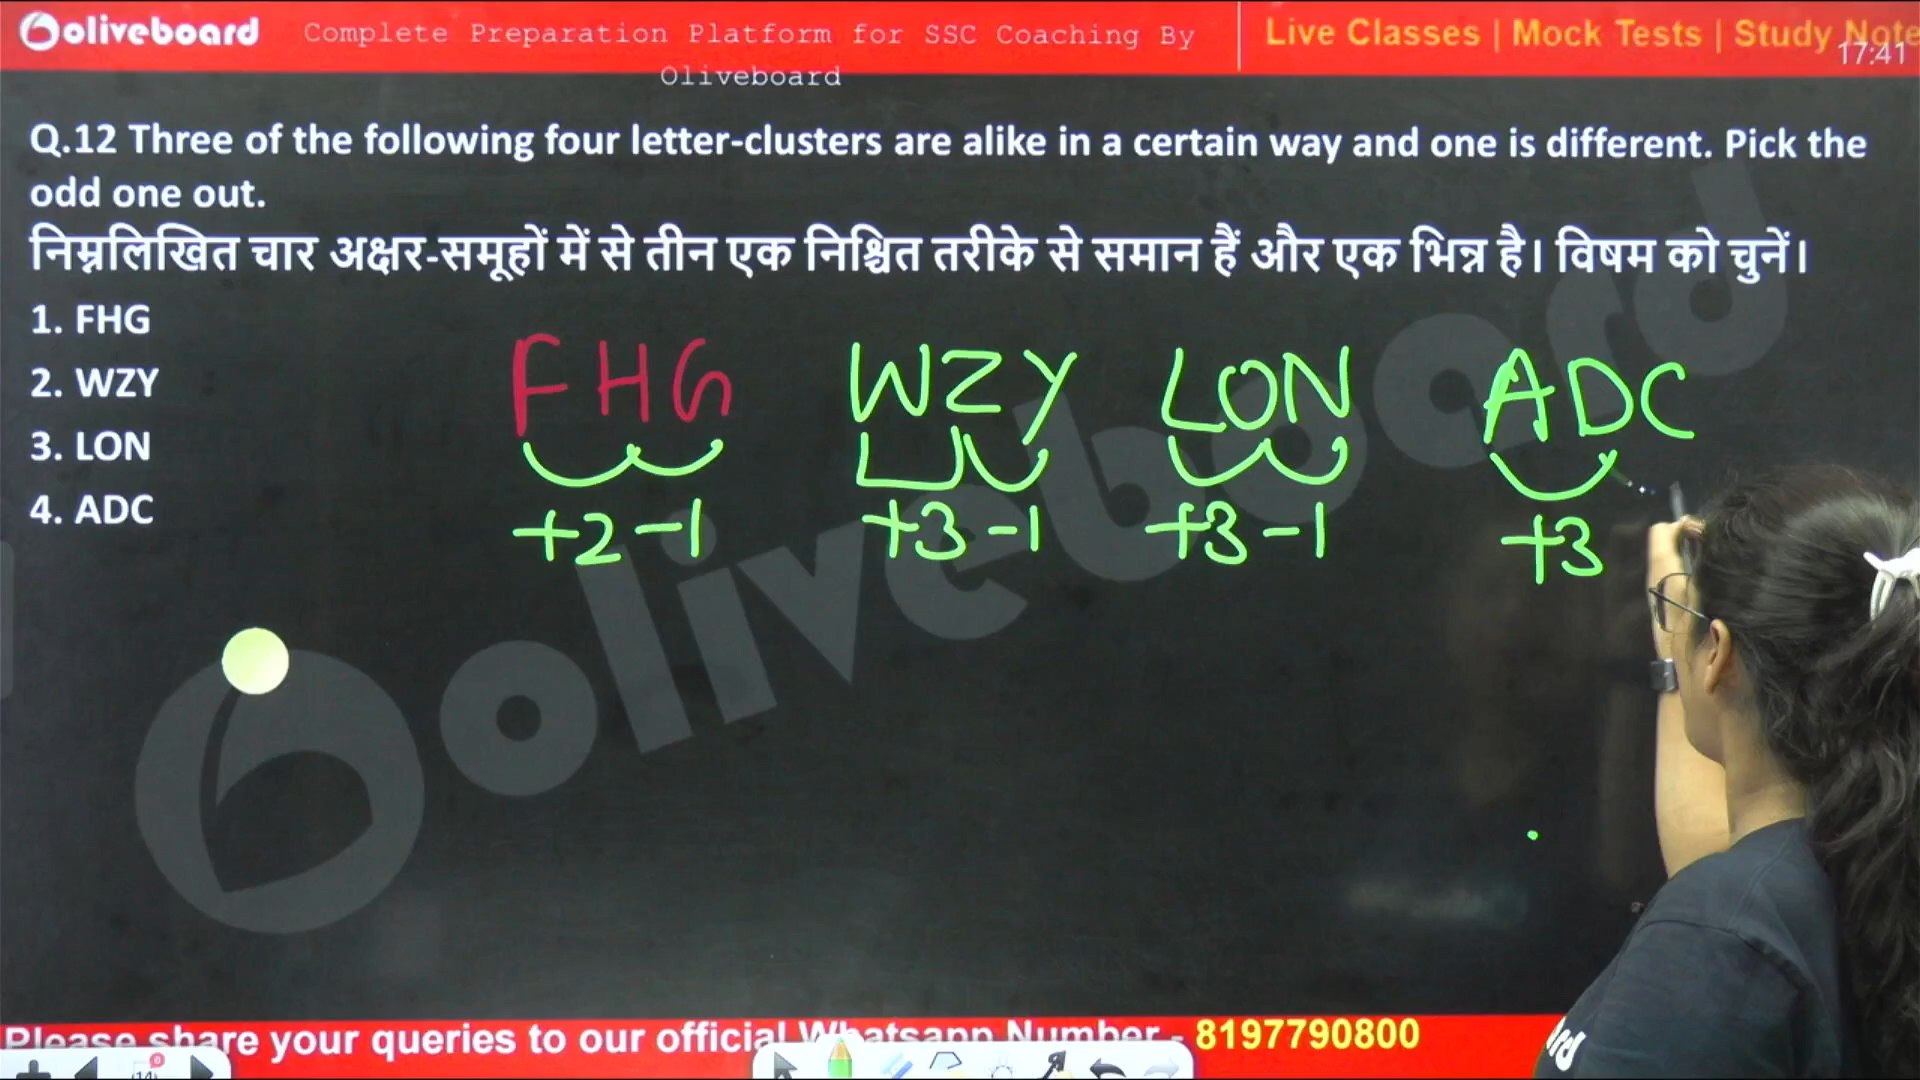 oliveboard Complete Preparation Platform for SSC Coaching By Live Classes | Mock Tests | Study Note
Oliveboard
17:41
Q.12 Three of the following four letter-clusters are alike in a certain way and one is different. Pick the
odd one out.
निम्नलिखित चार अक्षर-समूहों में से तीन एक निश्चित तरीके से समान हैं और एक भिन्न है। विषम को चुनें।
1. FHG
2. WZY
3. LON
4. ADC
FHG WZY LON ADC
+2 -1 +3 -1 +3 -1 +3
oliveboard
Please share your queries to our official Whatsapp Number - 8197790800